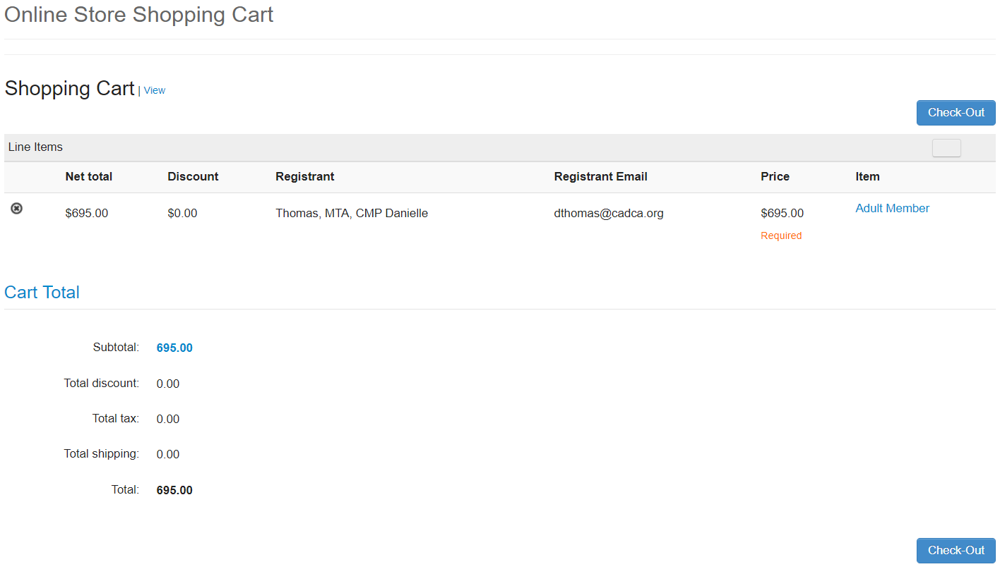 Online Store Shopping Cart
Shopping Cart | View
Check-Out
Line Items
Net total Discount Registrant Registrant Email Price Item
$695.00 $0.00 Thomas, MTA, CMP Danielle dthomas@cadca.org $695.00 Adult Member
Required
Cart Total
Subtotal: 695.00
Total discount: 0.00
Total tax: 0.00
Total shipping: 0.00
Total: 695.00
Check-Out